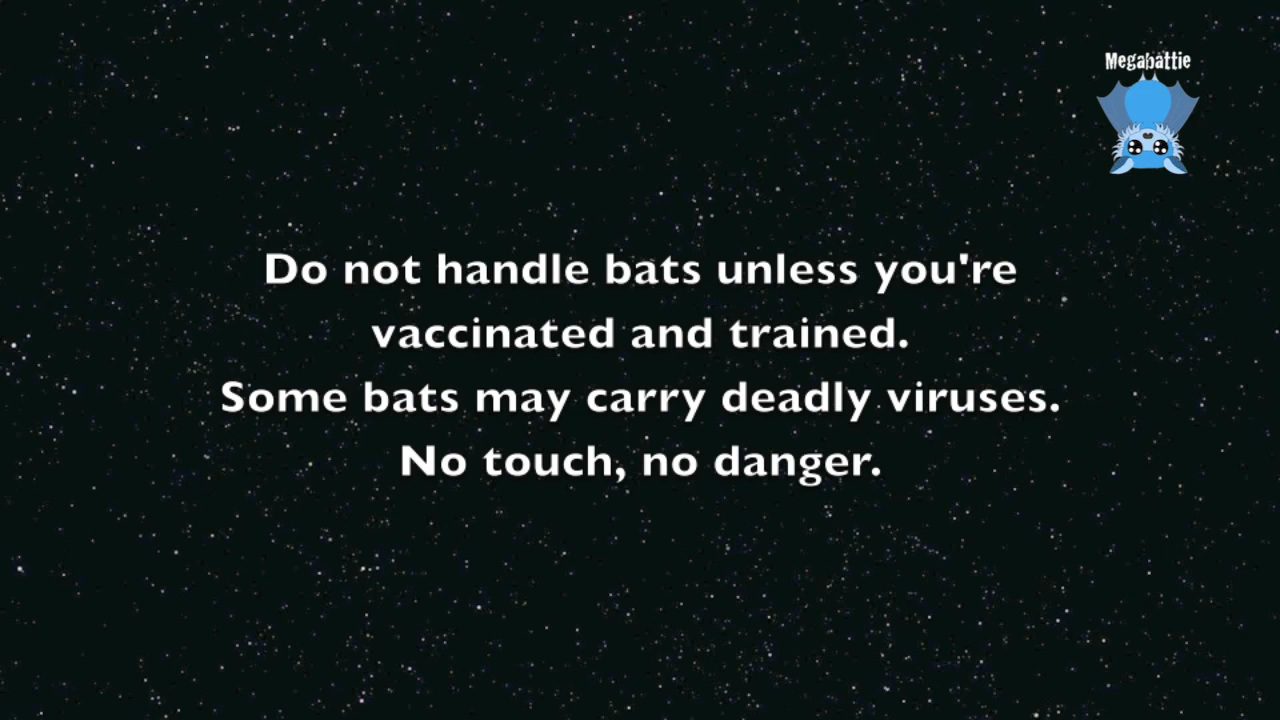 Megabattie
Do not handle bats unless you're
vaccinated and trained.
Some bats may carry deadly viruses.
No touch, no danger.